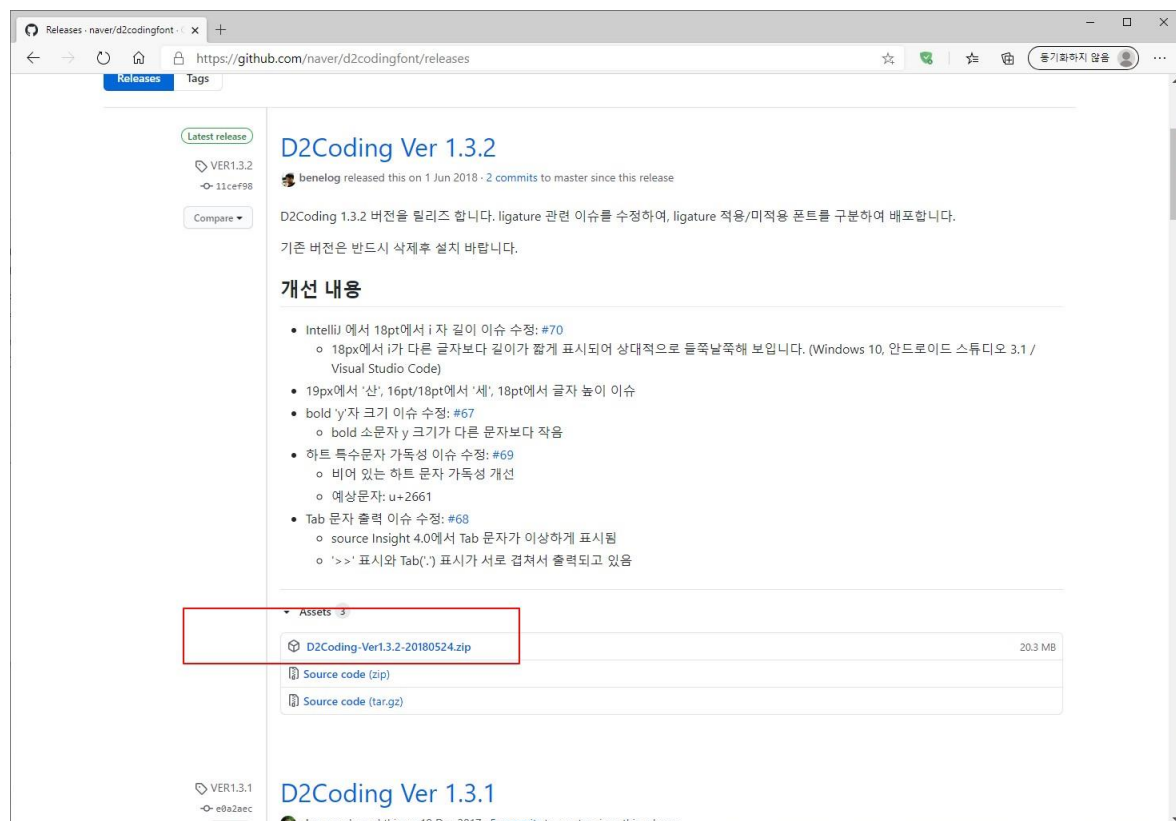 Releases · naver/d2codingfont ·
https://github.com/naver/d2codingfont/releases
동기화하지 않음
Releases Tags
Latest release
VER1.3.2
11cef98
Compare
D2Coding Ver 1.3.2
benelog released this on 1 Jun 2018 · 2 commits to master since this release
D2Coding 1.3.2 버전을 릴리즈 합니다. ligature 관련 이슈를 수정하여, ligature 적용/미적용 폰트를 구분하여 배포합니다.
기존 버전은 반드시 삭제후 설치 바랍니다.
개선 내용
IntelliJ 에서 18pt에서 i 자 길이 이슈 수정: #70
18px에서 i가 다른 글자보다 길이가 짧게 표시되어 상대적으로 들쭉날쭉해 보입니다. (Windows 10, 안드로이드 스튜디오 3.1 /
Visual Studio Code)
19px에서 '산', 16pt/18pt에서 '세', 18pt에서 글자 높이 이슈
bold 'y'자 크기 이슈 수정: #67
bold 소문자 y 크기가 다른 문자보다 작음
하트 특수문자 가독성 이슈 수정: #69
비어 있는 하트 문자 가독성 개선
예상문자: u+2661
Tab 문자 출력 이슈 수정: #68
source Insight 4.0에서 Tab 문자가 이상하게 표시됨
'>>' 표시와 Tab('.') 표시가 서로 겹쳐서 출력되고 있음
Assets 3
D2Coding-Ver1.3.2-20180524.zip 20.3 MB
Source code (zip)
Source code (tar.gz)
VER1.3.1
e0a2aec
D2Coding Ver 1.3.1